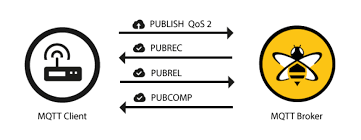 PUBLISH QoS 2
PUBREC
PUBREL
PUBCOMP
MQTT Client
MQTT Broker